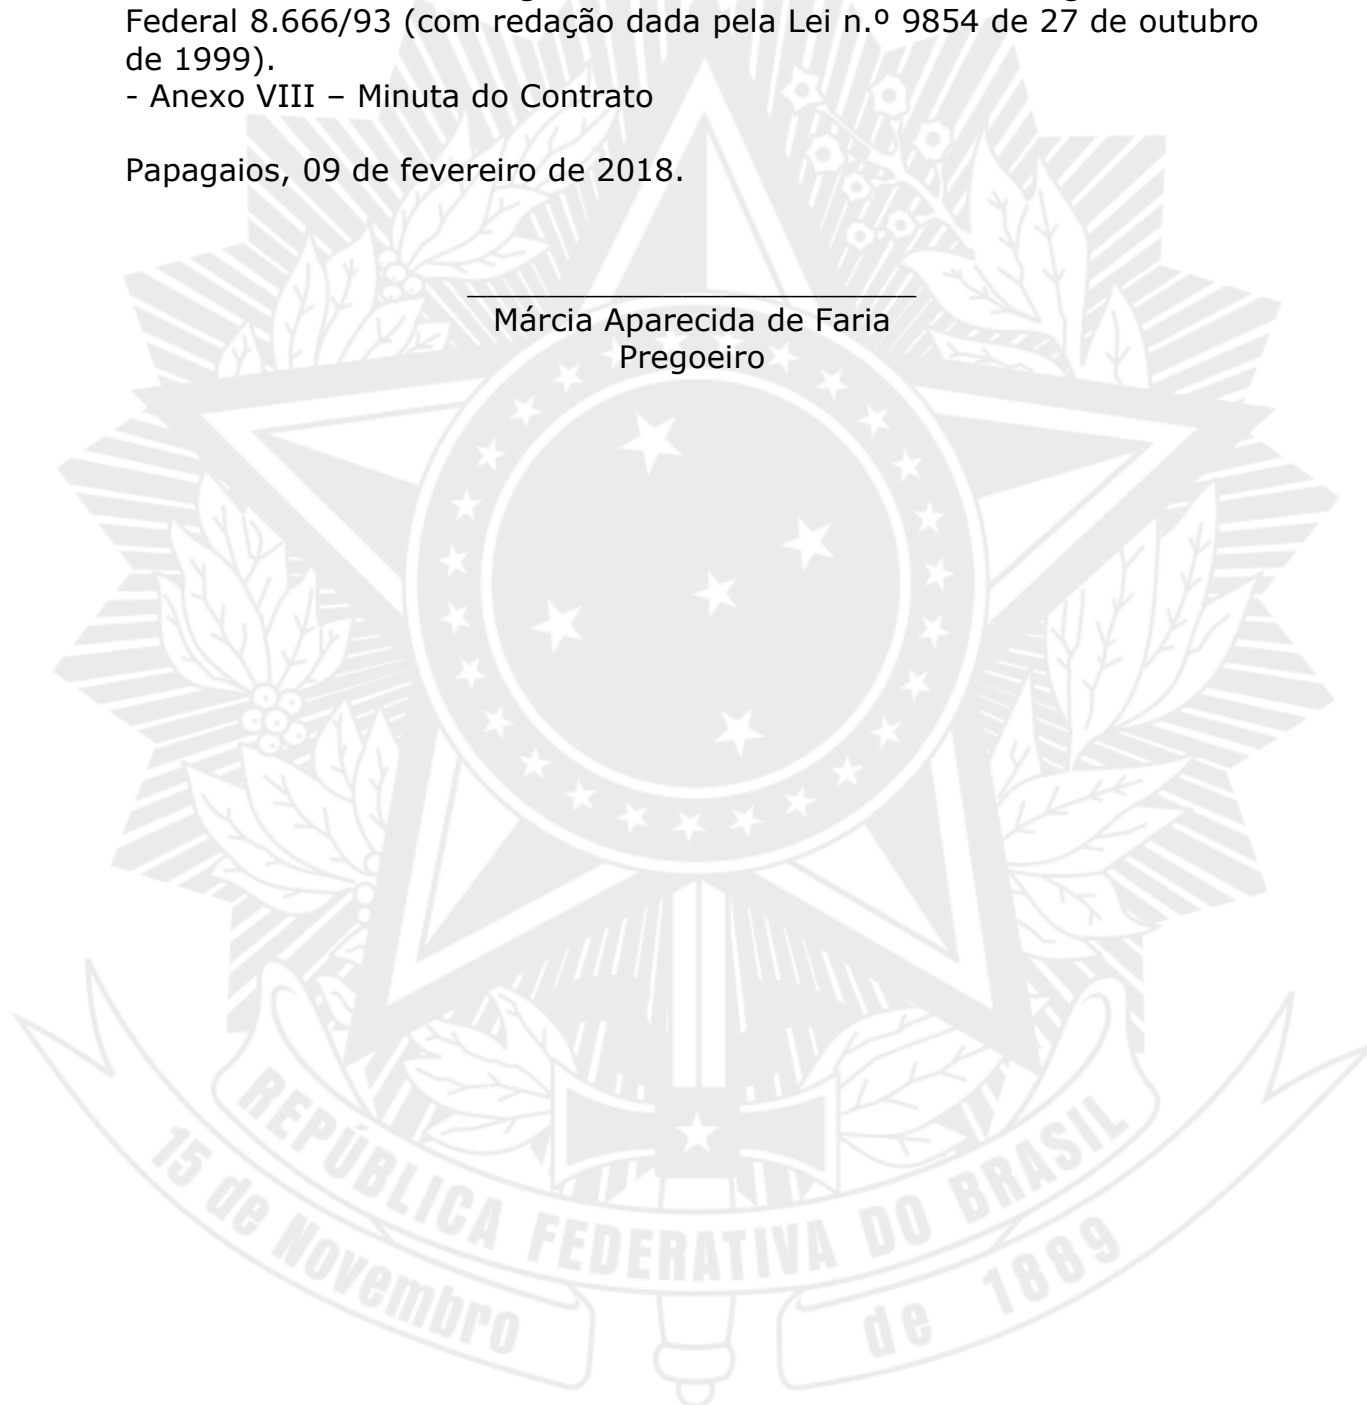 Federal 8.666/93 (com redação dada pela Lei n.º 9854 de 27 de outubro
de 1999).
- Anexo VIII – Minuta do Contrato
Papagaios, 09 de fevereiro de 2018.
Márcia Aparecida de Faria
Pregoeiro
REPÚBLICA FEDERATIVA DO BRASIL
15 de Novembro de 1889